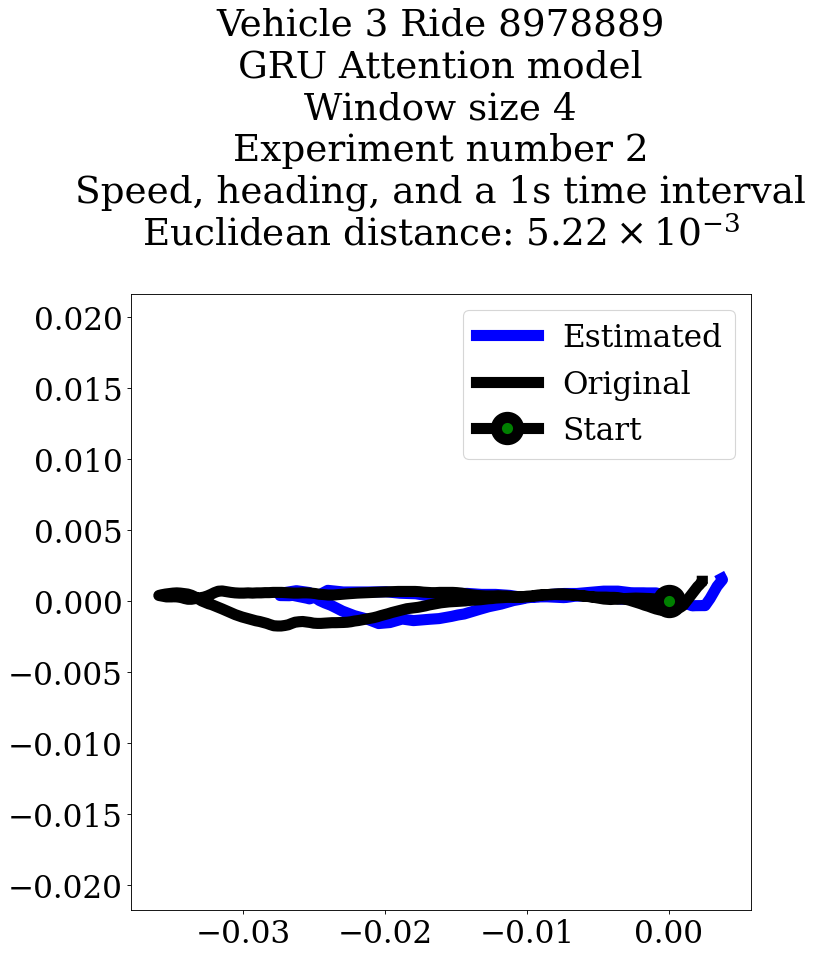 Vehicle 3 Ride 8978889
GRU Attention model
Window size 4
Experiment number 2
Speed, heading, and a 1s time interval
Euclidean distance: 5.22 × 10⁻³
Estimated
Original
Start
0.020
0.015
0.010
0.005
0.000
−0.005
−0.010
−0.015
−0.020
−0.03 −0.02 −0.01 0.00